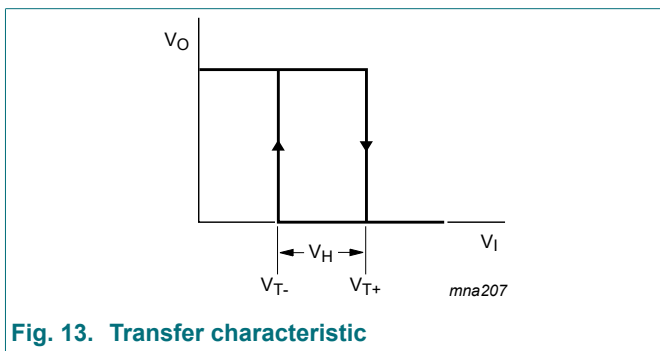 VO
VI
VH
VT-
VT+
mna207
Fig. 13. Transfer characteristic